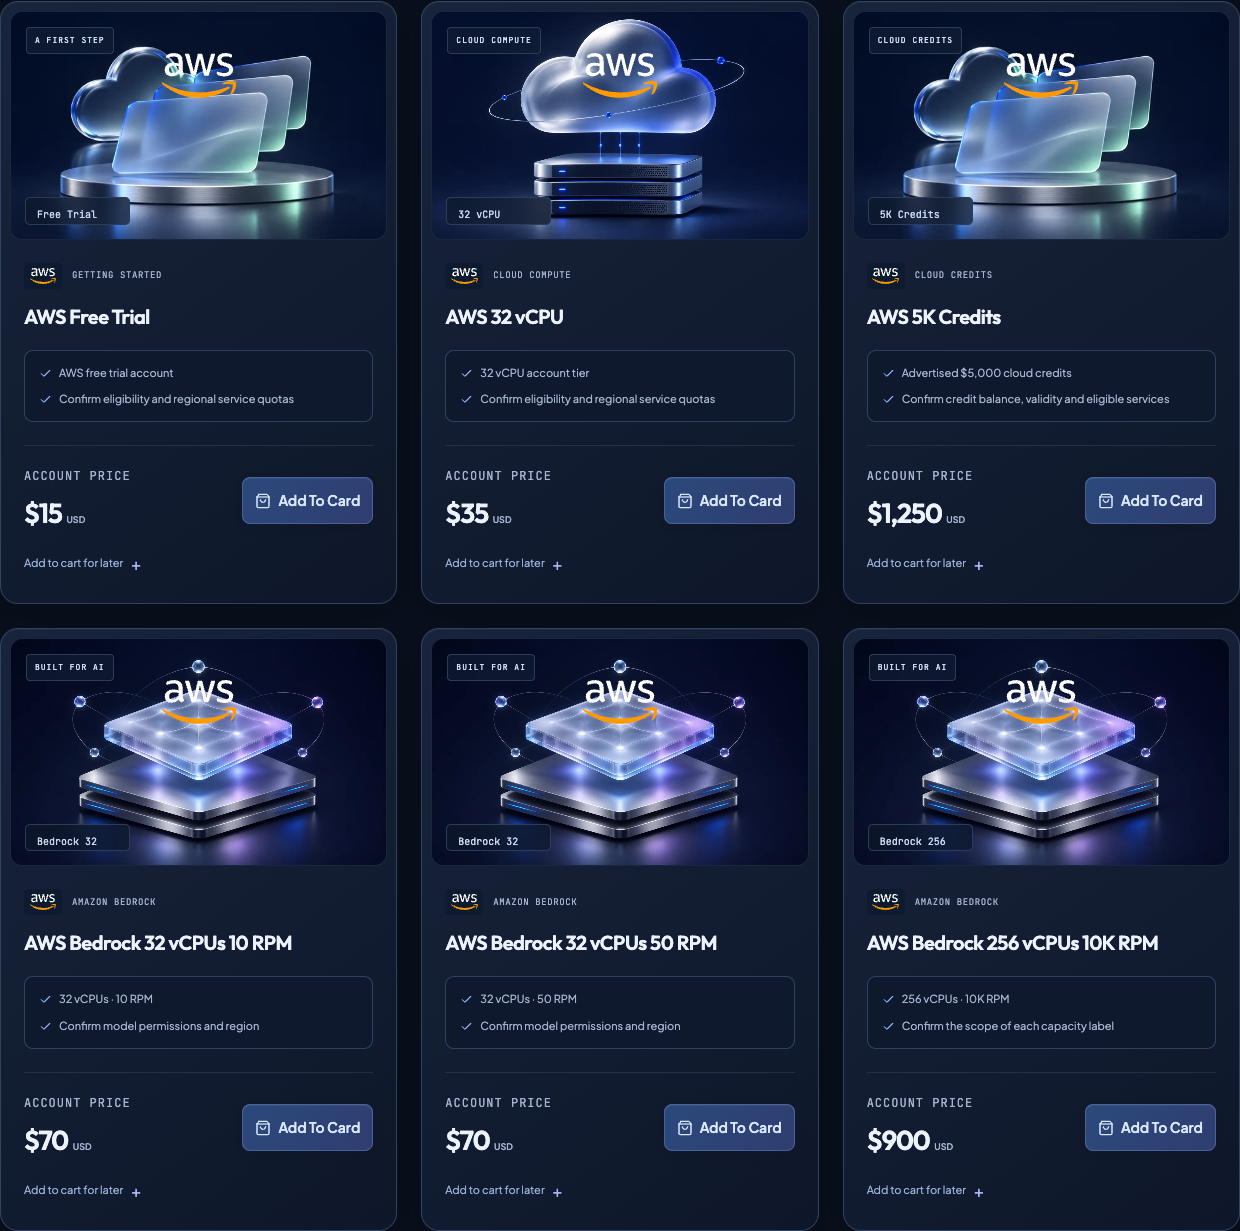 A FIRST STEP
aws
Free Trial
aws GETTING STARTED
AWS Free Trial
AWS free trial account
Confirm eligibility and regional service quotas
ACCOUNT PRICE
$15 USD
Add To Card
Add to cart for later +
CLOUD COMPUTE
aws
32 vCPU
aws CLOUD COMPUTE
AWS 32 vCPU
32 vCPU account tier
Confirm eligibility and regional service quotas
ACCOUNT PRICE
$35 USD
Add To Card
Add to cart for later +
CLOUD CREDITS
aws
5K Credits
aws CLOUD CREDITS
AWS 5K Credits
Advertised $5,000 cloud credits
Confirm credit balance, validity and eligible services
ACCOUNT PRICE
$1,250 USD
Add To Card
Add to cart for later +
BUILT FOR AI
aws
Bedrock 32
aws AMAZON BEDROCK
AWS Bedrock 32 vCPUs 10 RPM
32 vCPUs · 10 RPM
Confirm model permissions and region
ACCOUNT PRICE
$70 USD
Add To Card
Add to cart for later +
BUILT FOR AI
aws
Bedrock 32
aws AMAZON BEDROCK
AWS Bedrock 32 vCPUs 50 RPM
32 vCPUs · 50 RPM
Confirm model permissions and region
ACCOUNT PRICE
$70 USD
Add To Card
Add to cart for later +
BUILT FOR AI
aws
Bedrock 256
aws AMAZON BEDROCK
AWS Bedrock 256 vCPUs 10K RPM
256 vCPUs · 10K RPM
Confirm the scope of each capacity label
ACCOUNT PRICE
$900 USD
Add To Card
Add to cart for later +